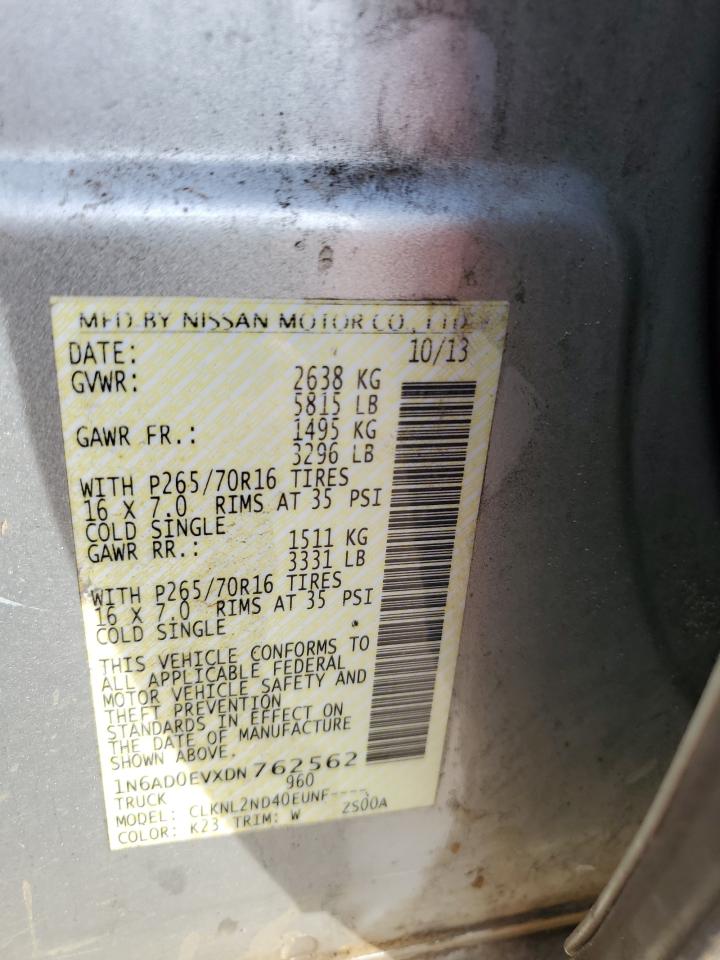 MFD BY NISSAN MOTOR CO., LTD.
DATE: 10/13
GVWR: 2638 KG
5815 LB
GAWR FR.: 1495 KG
3296 LB
WITH P265/70R16 TIRES
16 X 7.0 RIMS AT 35 PSI
COLD SINGLE
GAWR RR.: 1511 KG
3331 LB
WITH P265/70R16 TIRES
16 X 7.0 RIMS AT 35 PSI
COLD SINGLE
THIS VEHICLE CONFORMS TO
ALL APPLICABLE FEDERAL
MOTOR VEHICLE SAFETY AND
THEFT PREVENTION
STANDARDS IN EFFECT ON
THE DATE OF MANUFACTURE
SHOWN ABOVE.
1N6AD0EVXDN762562
TRUCK 960
MODEL: CLKNL2ND40EUNF----
COLOR: K23 TRIM: W 2S00A